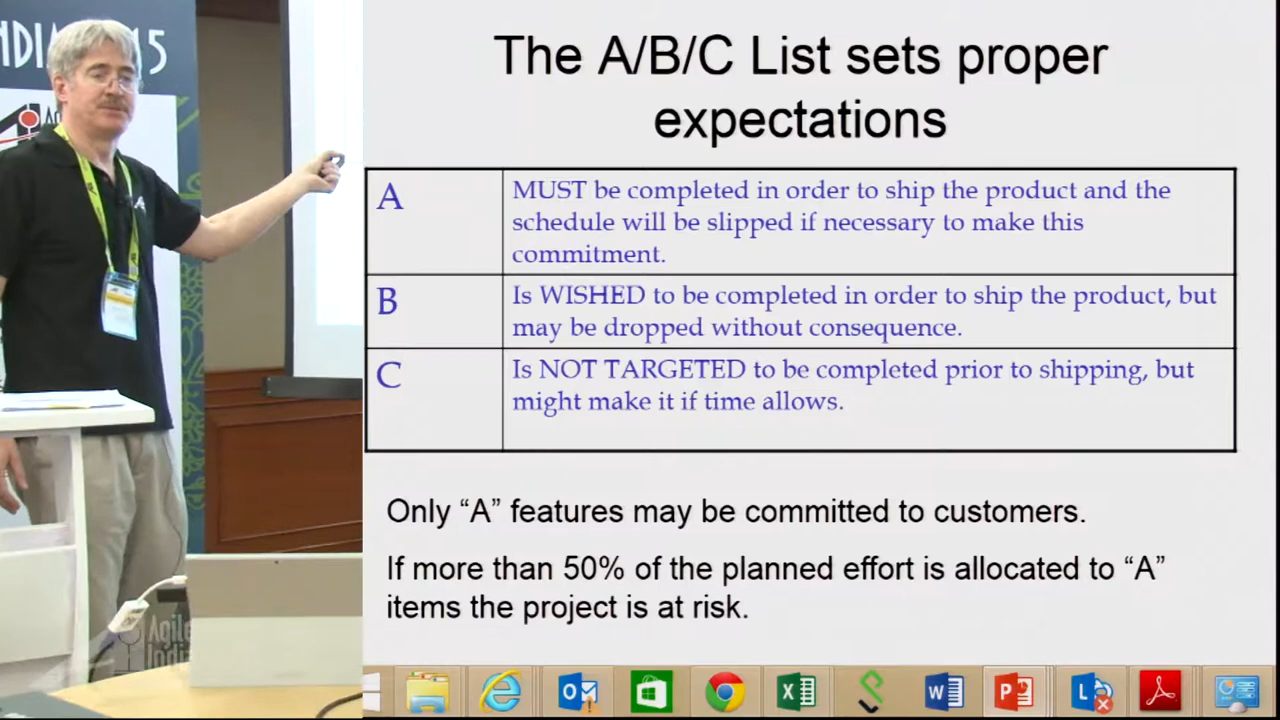 The A/B/C List sets proper
expectations
A
MUST be completed in order to ship the product and the
schedule will be slipped if necessary to make this
commitment.
B
Is WISHED to be completed in order to ship the product, but
may be dropped without consequence.
C
Is NOT TARGETED to be completed prior to shipping, but
might make it if time allows.
Only “A” features may be committed to customers.
If more than 50% of the planned effort is allocated to “A”
items the project is at risk.
Agile
India